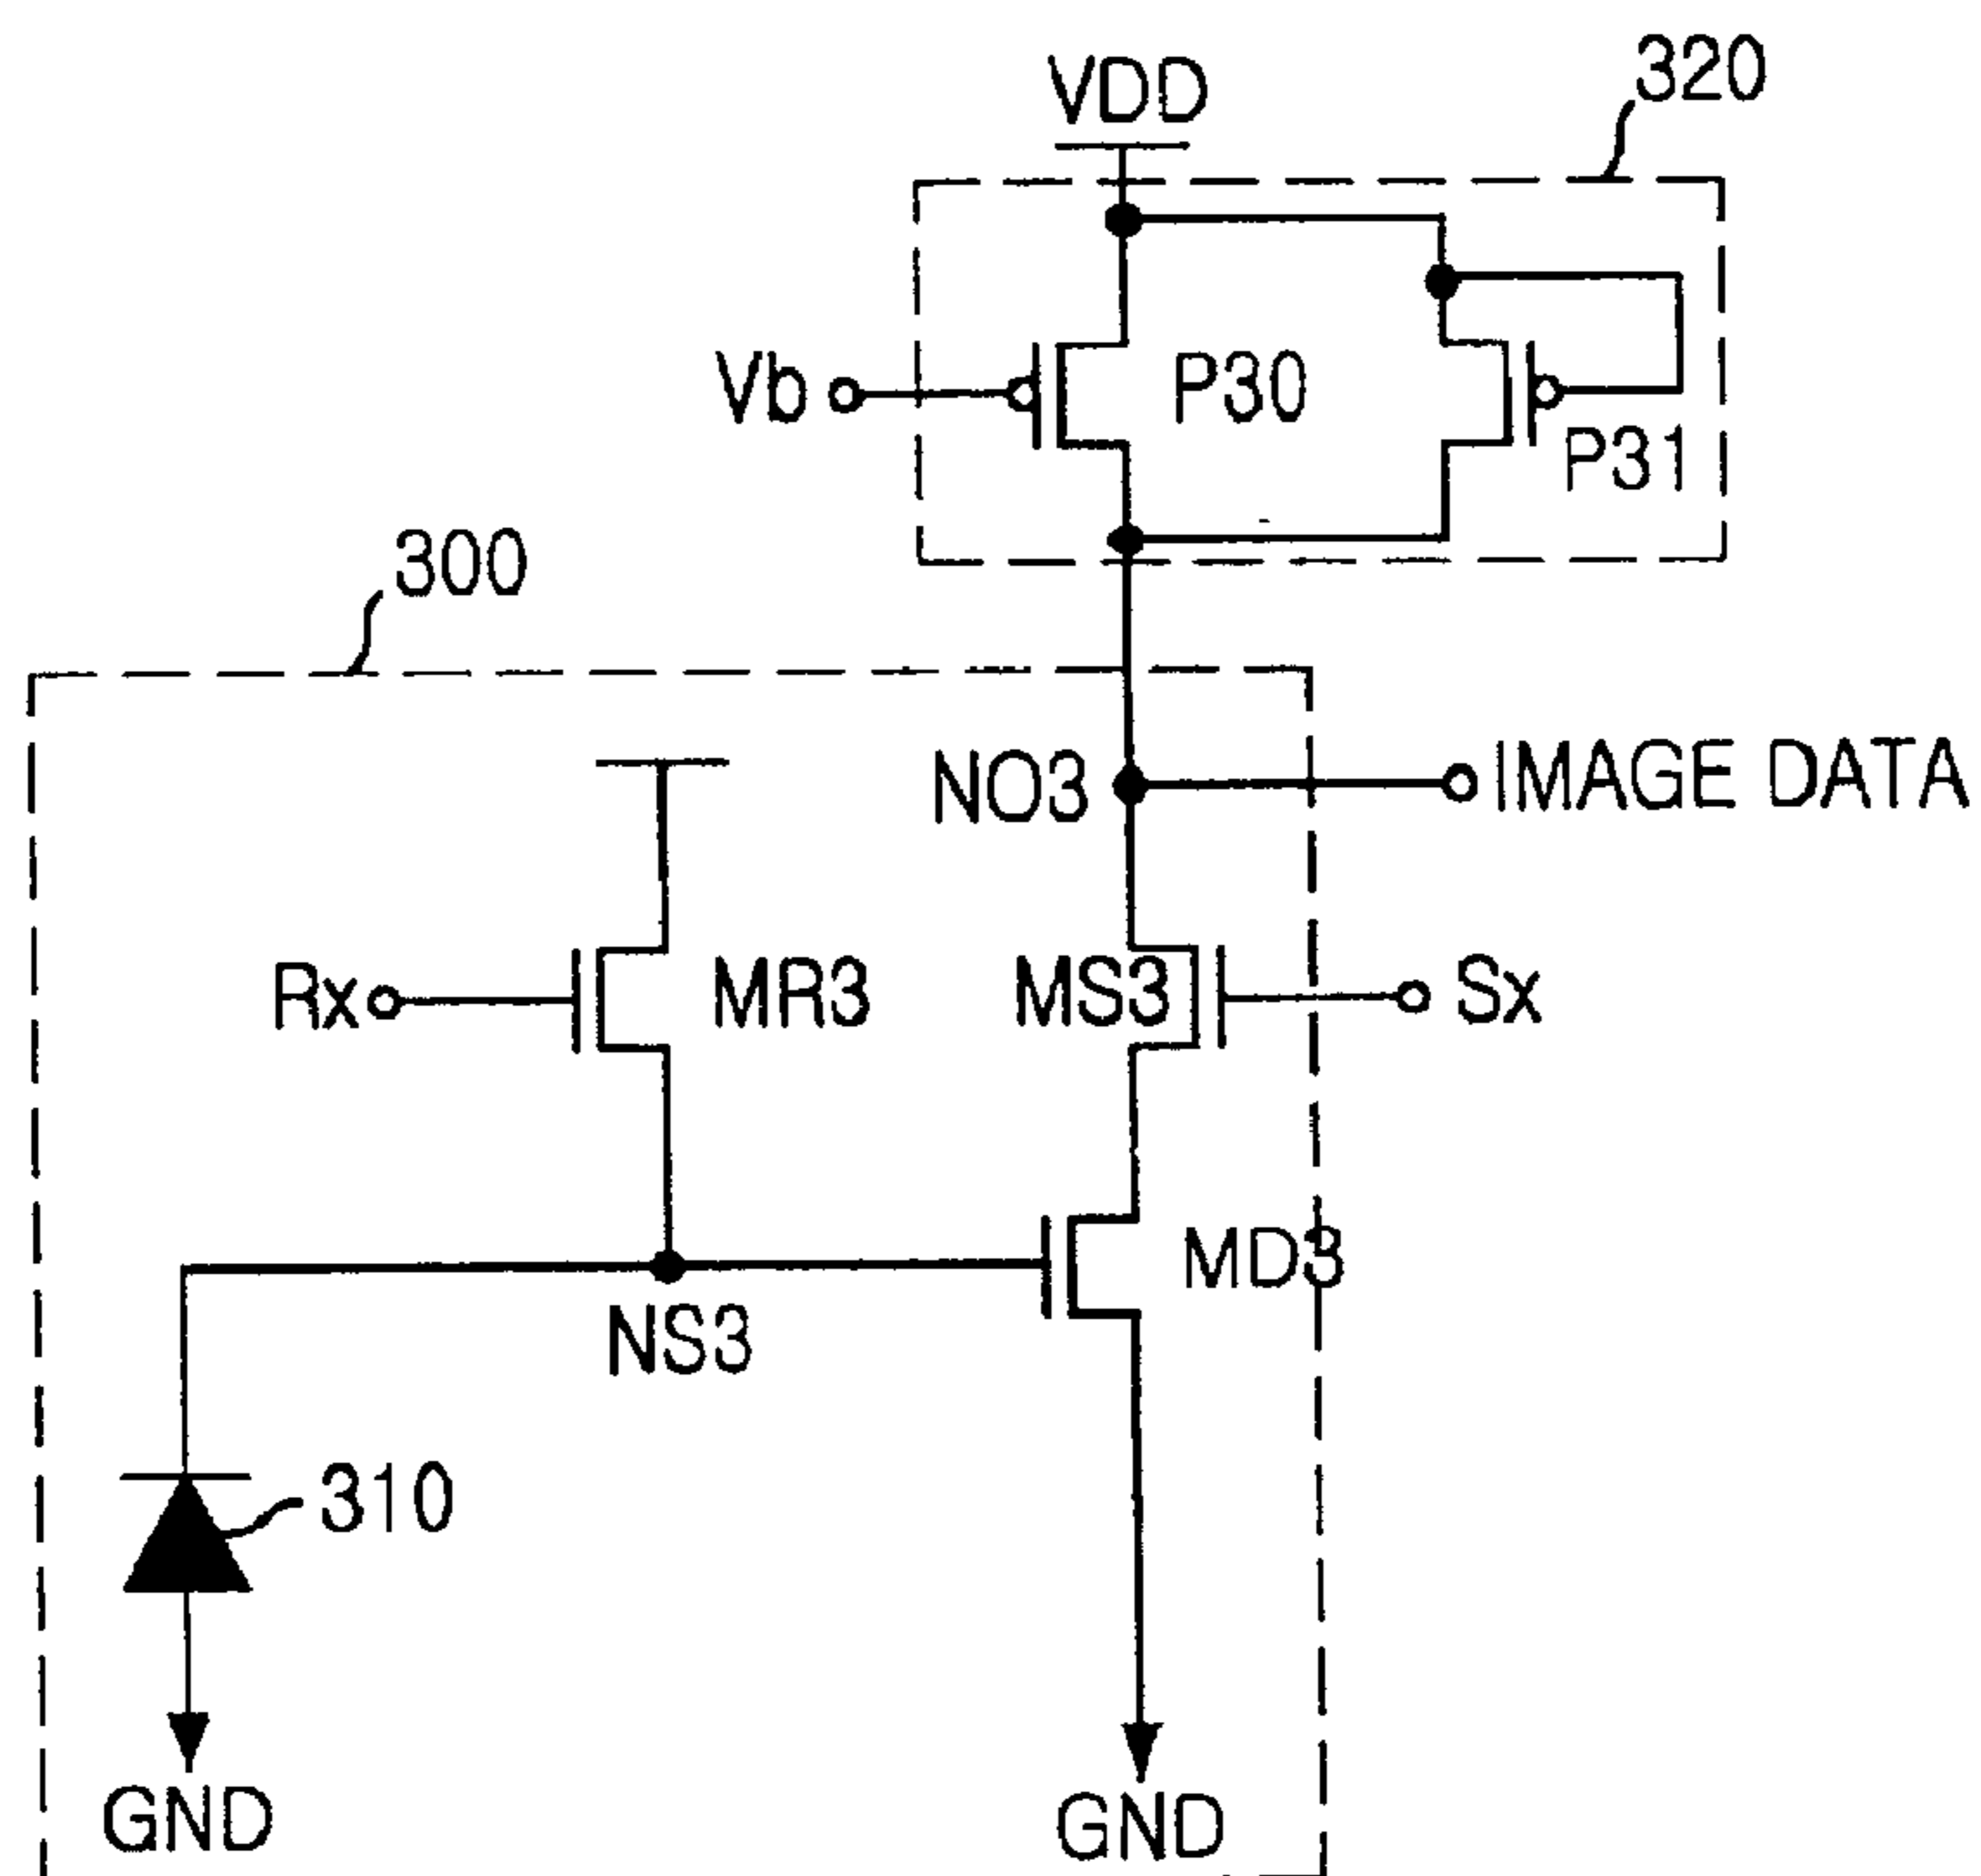 VDD
320
Vb
P30
P31
300
NO3
IMAGE DATA
Rx
MR3
MS3
Sx
MD3
NS3
310
GND
GND